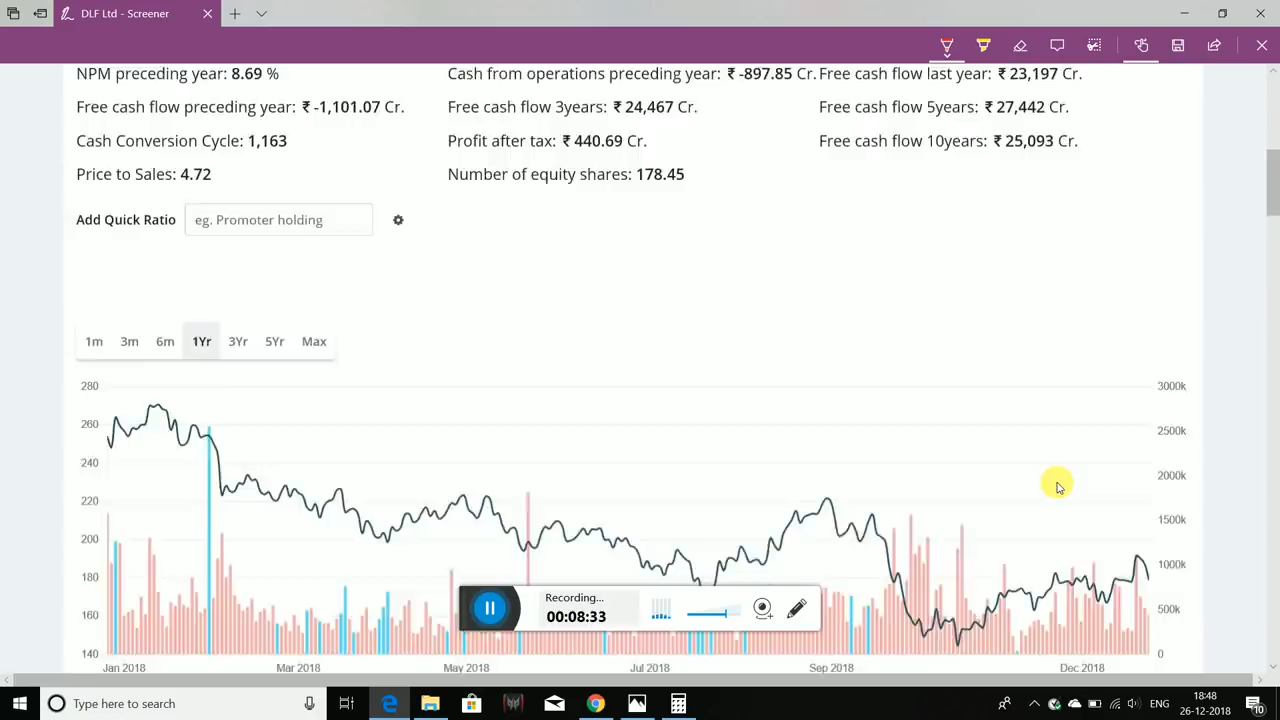 DLF Ltd - Screener
NPM preceding year: 8.69 %
Cash from operations preceding year: ₹ -897.85 Cr.
Free cash flow last year: ₹ 23,197 Cr.
Free cash flow preceding year: ₹ -1,101.07 Cr.
Free cash flow 3years: ₹ 24,467 Cr.
Free cash flow 5years: ₹ 27,442 Cr.
Cash Conversion Cycle: 1,163
Profit after tax: ₹ 440.69 Cr.
Free cash flow 10years: ₹ 25,093 Cr.
Price to Sales: 4.72
Number of equity shares: 178.45
Add Quick Ratio
eg. Promoter holding
1m 3m 6m 1Yr 3Yr 5Yr Max
280 3000k
260 2500k
240 2000k
220 1500k
200 1000k
180 500k
160 0
140
Recording...
00:08:33
Jan 2018 Mar 2018 May 2018 Jul 2018 Sep 2018 Dec 2018
Type here to search
ENG
18:48
26-12-2018
10